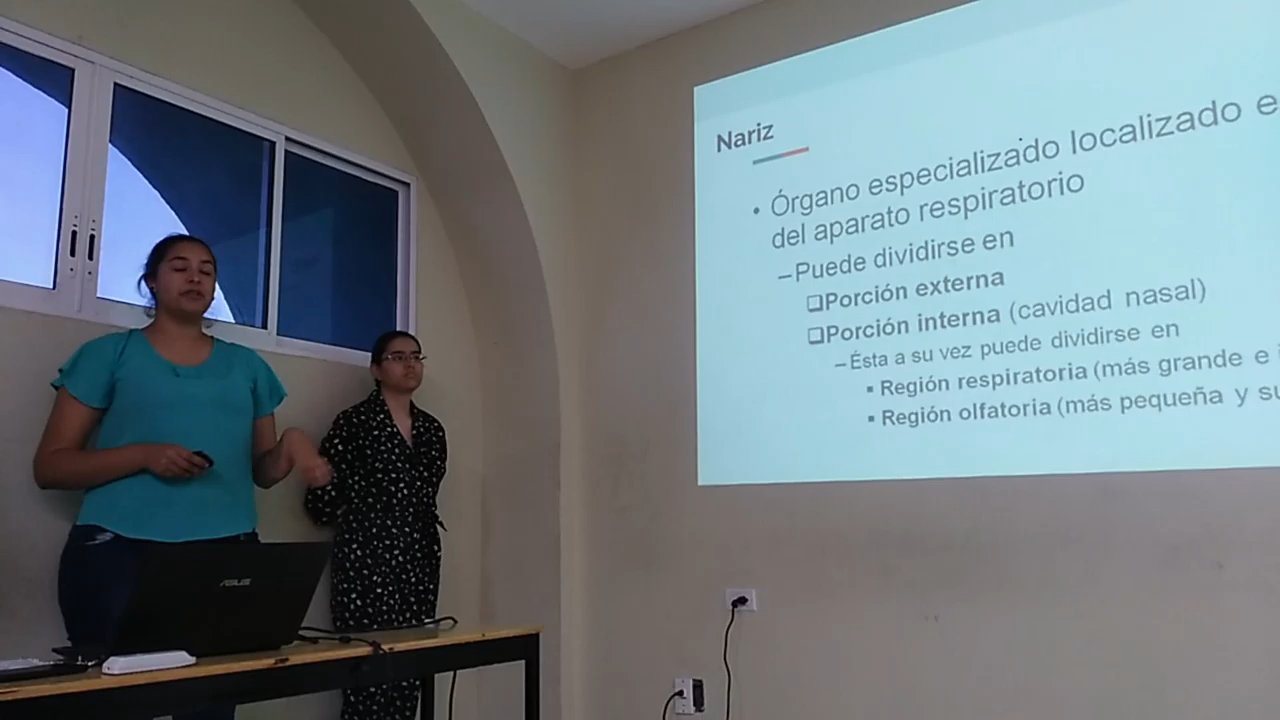 Nariz
• Órgano especializado localizado e
del aparato respiratorio
–Puede dividirse en
❑Porción externa
❑Porción interna (cavidad nasal)
–Ésta a su vez puede dividirse en
▪ Región respiratoria (más grande e
▪ Región olfatoria (más pequeña y su
ASUS